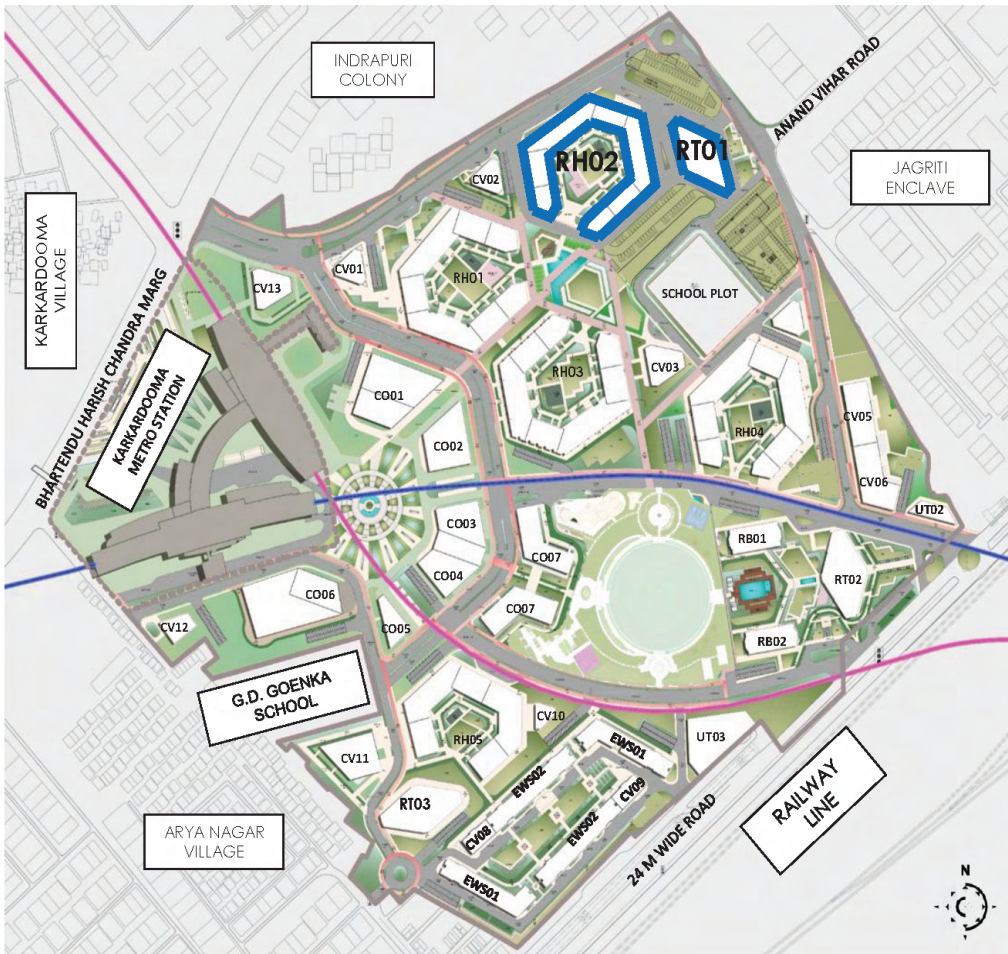 INDRAPURI
COLONY
ANAND VIHAR ROAD
JAGRITI
ENCLAVE
KARKARDOOMA
VILLAGE
RH02
RT01
CV02
CV01
CV13
RH01
SCHOOL PLOT
BHARTENDU HARISH CHANDRA MARG
KARKARDOOMA
METRO STATION
CO01
RH03
CV03
CO02
RH04
CV05
CV06
UT02
CO03
CO04
CO07
RB01
RT02
CO06
CO07
CV12
CO05
RB02
G.D. GOENKA
SCHOOL
CV10
UT03
RH05
CV11
EWS01
EWS02
CV09
RT03
CV08
EWS02
EWS01
RAILWAY
LINE
24 M WIDE ROAD
ARYA NAGAR
VILLAGE
N